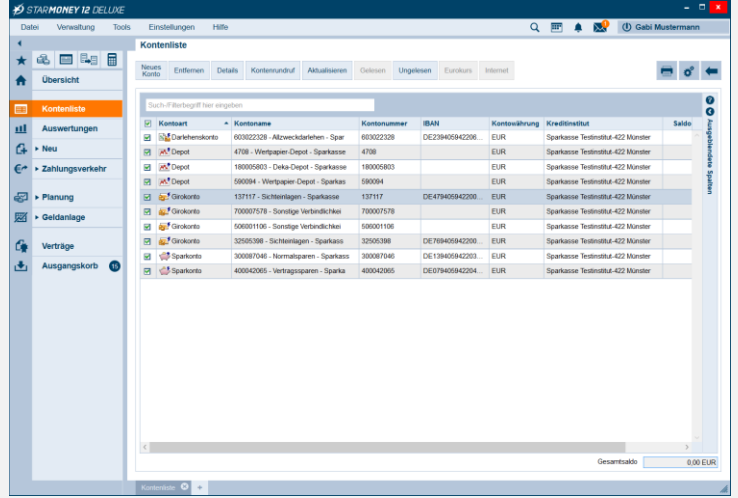 STARMONEY 12 DELUXE
Datei Verwaltung Tools Einstellungen Hilfe Gabi Mustermann
Kontenliste
Neues Konto Entfernen Details Kontenrundruf Aktualisieren Gelesen Ungelesen Eurokurs Internet
Übersicht
Kontenliste
Auswertungen
Neu
Zahlungsverkehr
Planung
Geldanlage
Verträge
Ausgangskorb 15
Such-/Filterbegriff hier eingeben
Kontoart Kontoname Kontonummer IBAN Kontowährung Kreditinstitut Saldo
Darlehenskonto 603022328 - Allzweckdarlehen - Spar 603022328 DE239405942206... EUR Sparkasse Testinstitut-422 Münster
Depot 4708 - Wertpapier-Depot - Sparkasse 4708 EUR Sparkasse Testinstitut-422 Münster
Depot 180005803 - Deka-Depot - Sparkasse 180005803 EUR Sparkasse Testinstitut-422 Münster
Depot 590094 - Wertpapier-Depot - Sparkas 590094 EUR Sparkasse Testinstitut-422 Münster
Girokonto 137117 - Sichteinlagen - Sparkasse 137117 DE479405942200... EUR Sparkasse Testinstitut-422 Münster
Girokonto 700007578 - Sonstige Verbindlichkei 700007578 EUR Sparkasse Testinstitut-422 Münster
Girokonto 506001106 - Sonstige Verbindlichkei 506001106 EUR Sparkasse Testinstitut-422 Münster
Girokonto 32505398 - Sichteinlagen - Sparkass 32505398 DE769405942200... EUR Sparkasse Testinstitut-422 Münster
Sparkonto 300087046 - Normalsparen - Sparkass 300087046 DE139405942203... EUR Sparkasse Testinstitut-422 Münster
Sparkonto 400042065 - Vertragssparen - Sparka 400042065 DE079405942204... EUR Sparkasse Testinstitut-422 Münster
Ausgeblendete Spalten
Gesamtsaldo 0,00 EUR
Kontenliste